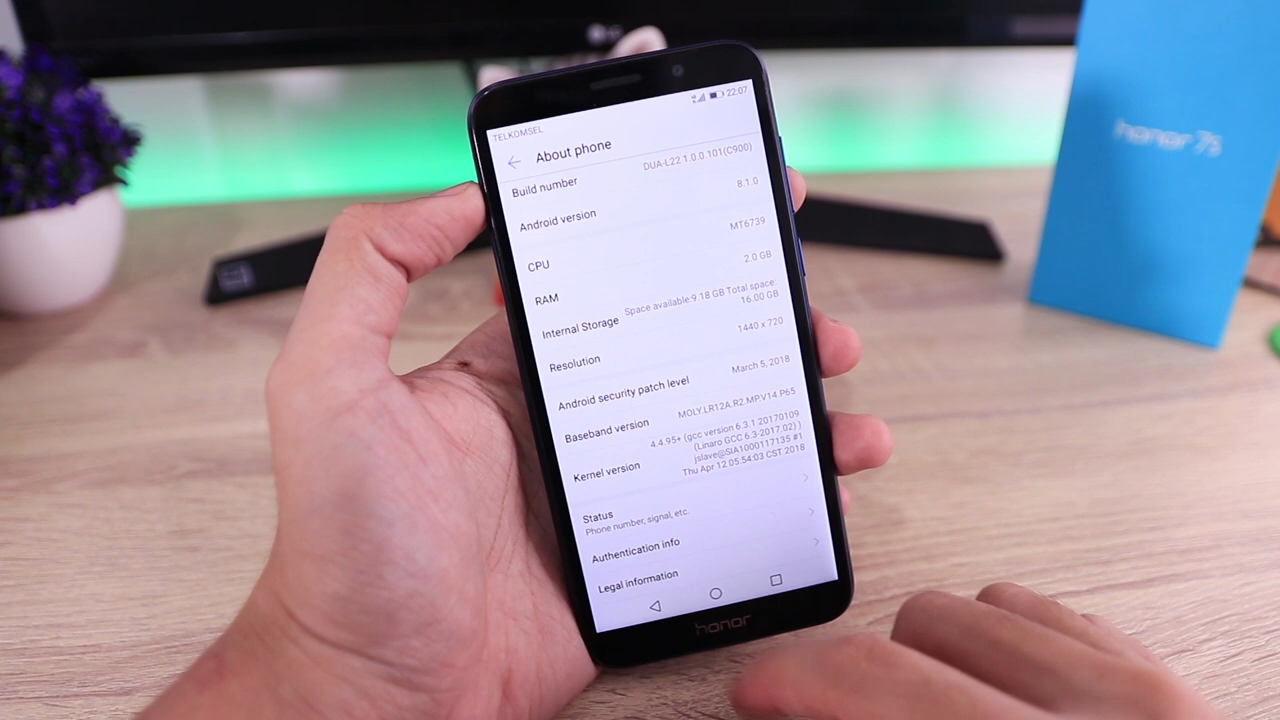 LG
TELKOMSEL
22:07
About phone
Build number
DUA-L22 1.0.0.101(C900)
Android version
8.1.0
CPU
MT6739
RAM
2.0 GB
Internal Storage
Space available:9.18 GB Total space:
16.00 GB
Resolution
1440 x 720
Android security patch level
March 5, 2018
Baseband version
MOLY.LR12A.R2.MP.V14.P65
Kernel version
4.4.95+ (gcc version 6.3.1 20170109
(Linaro GCC 6.3-2017.02) )
jslave@SIA1000117135 #1
Thu Apr 12 05:54:03 CST 2018
Status
Phone number, signal, etc.
Authentication info
Legal information
honor
honor 7s